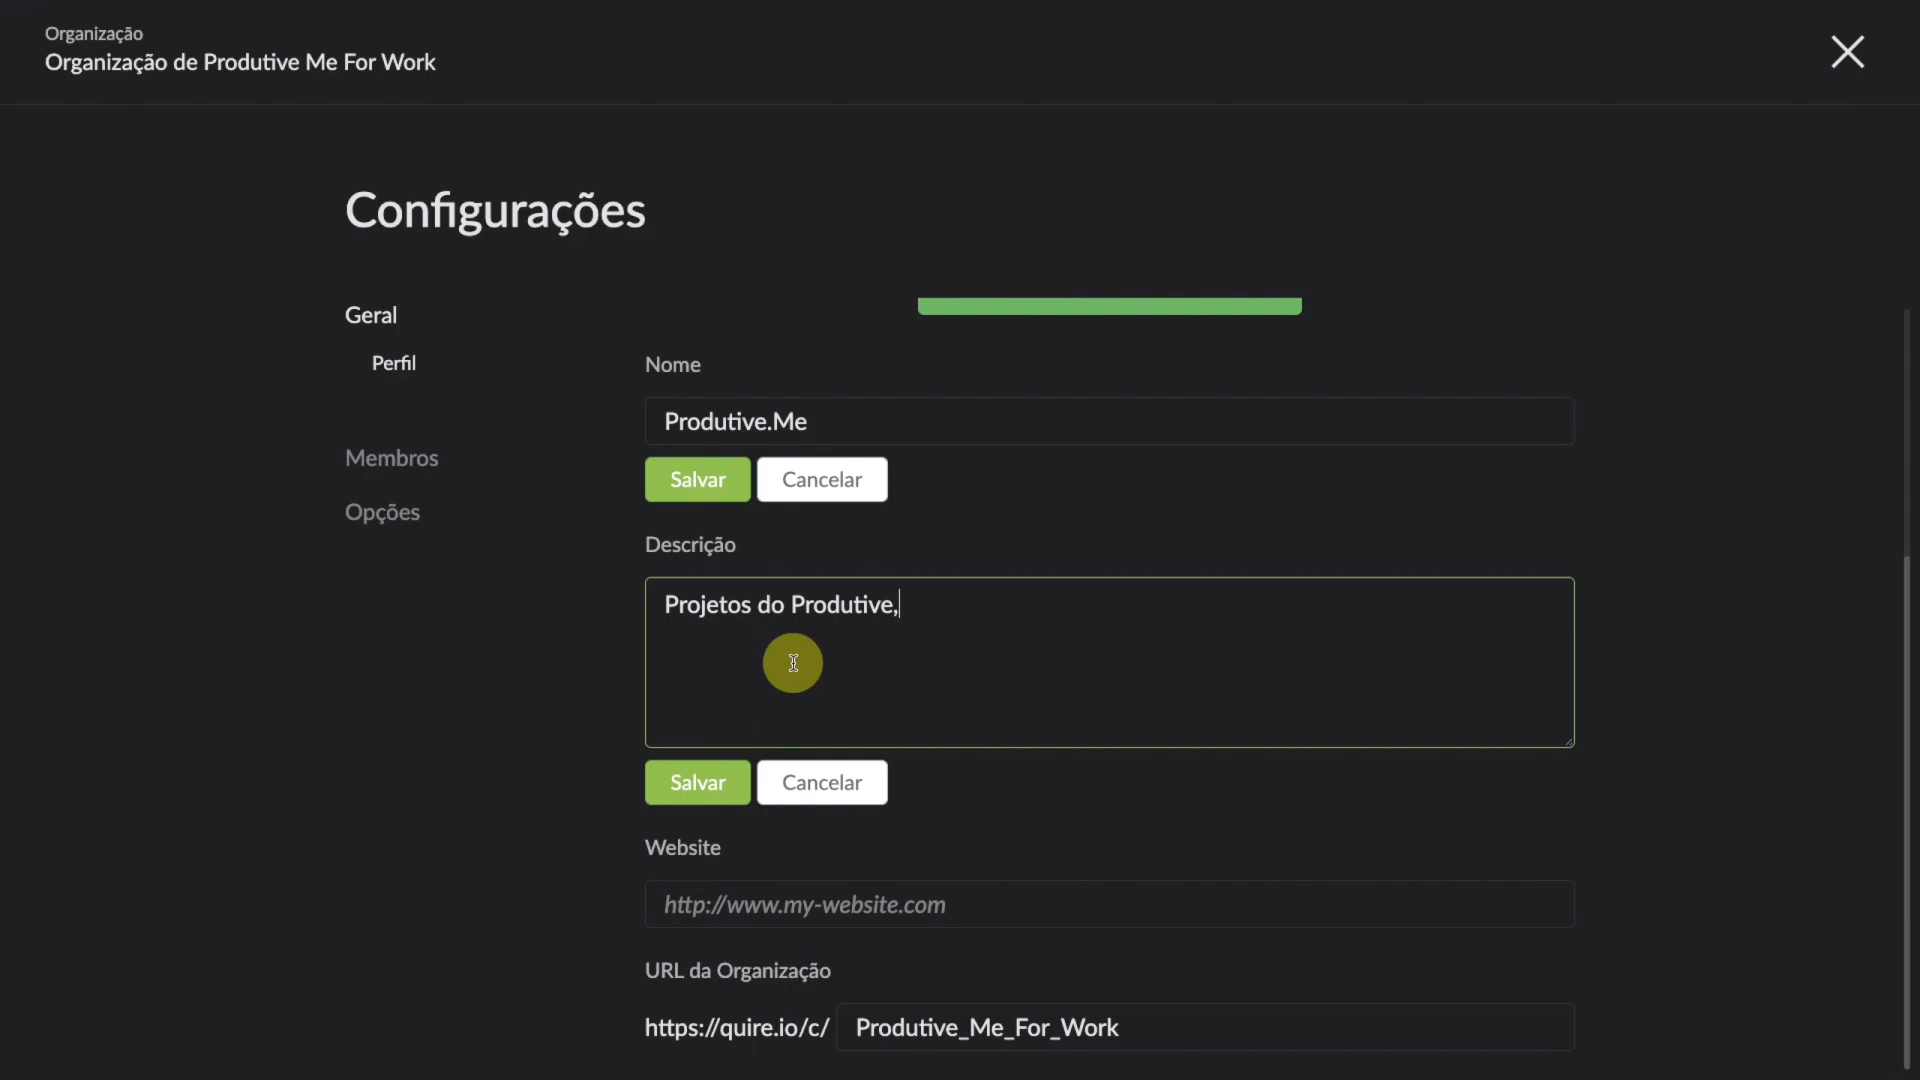 Organização
Organização de Produtive Me For Work
Configurações
Geral
Perfil
Membros
Opções
Nome
Produtive.Me
Salvar Cancelar
Descrição
Projetos do Produtive,
Salvar Cancelar
Website
http://www.my-website.com
URL da Organização
https://quire.io/c/ Produtive_Me_For_Work